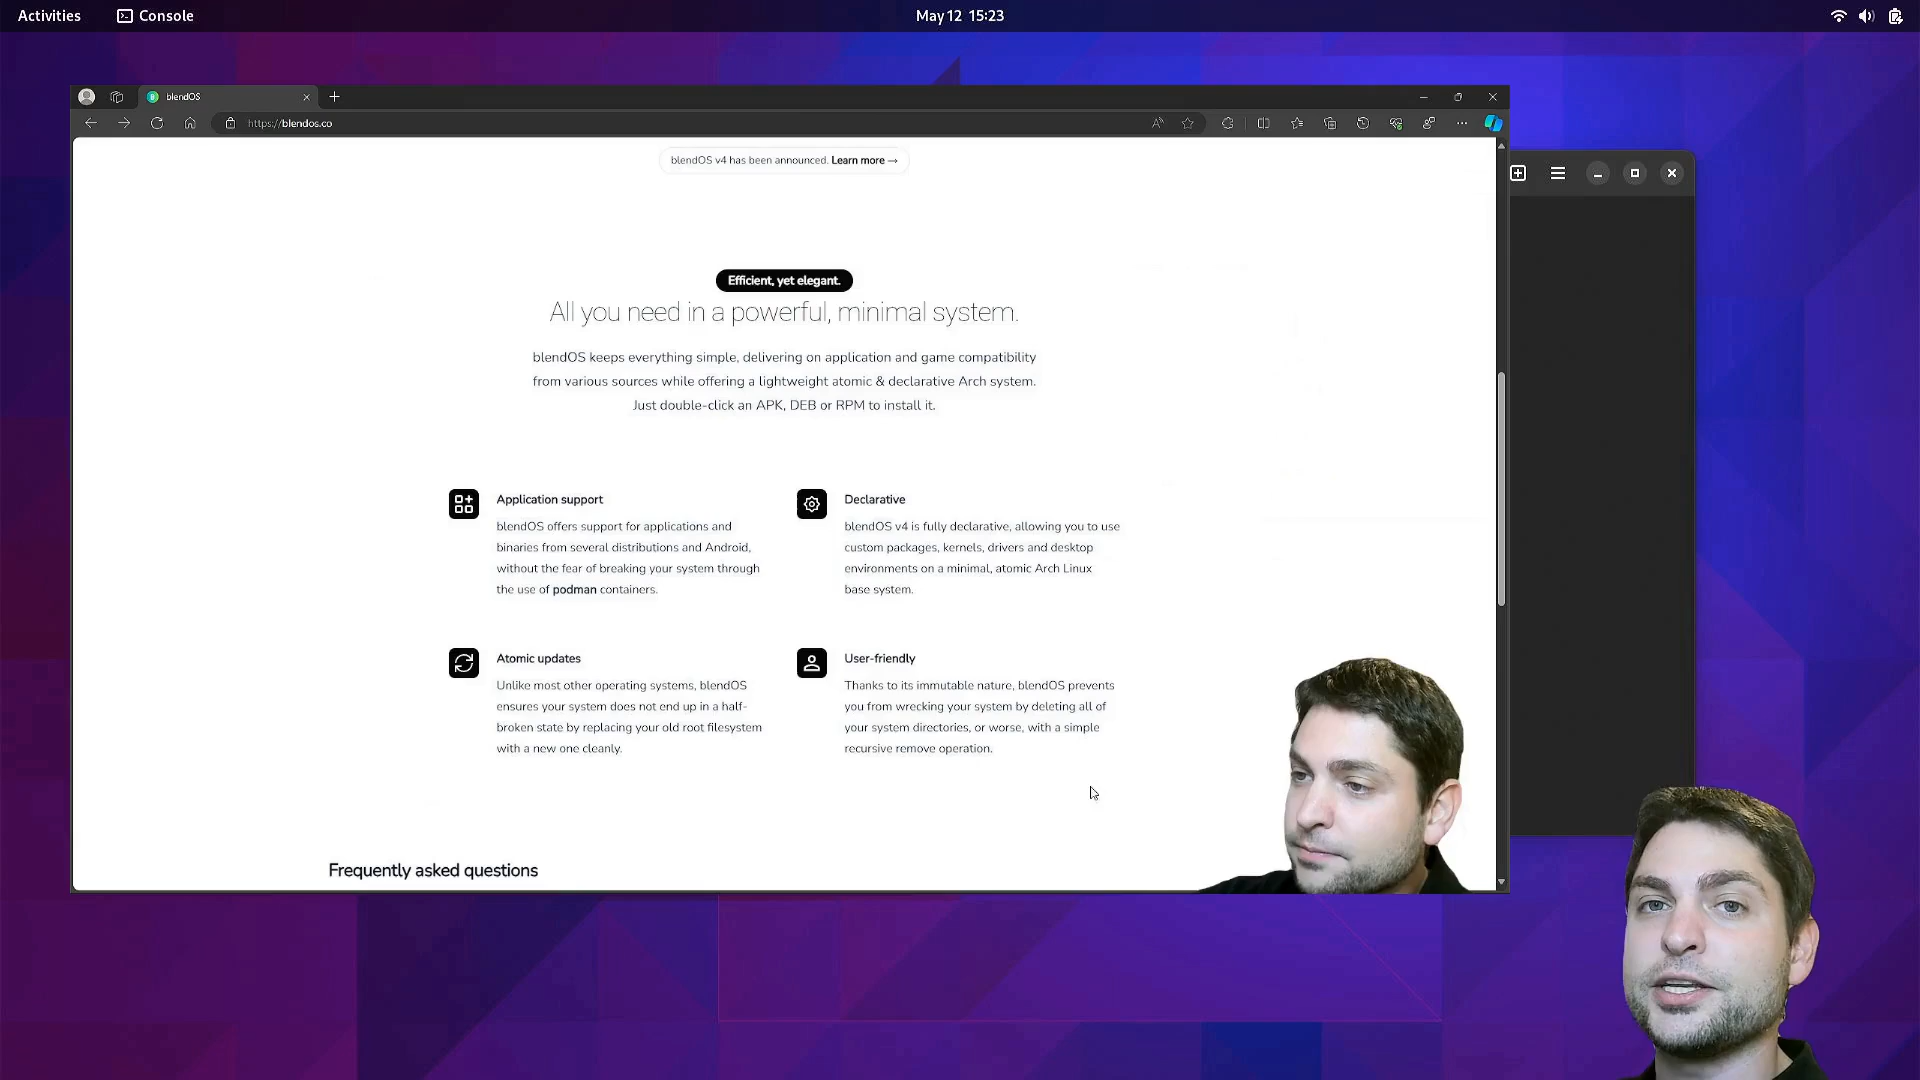 Activities
Console
May 12 15:23
blendOS
https://blendos.co
blendOS v4 has been announced. Learn more →
Efficient, yet elegant.
All you need in a powerful, minimal system.
blendOS keeps everything simple, delivering on application and game compatibility
from various sources while offering a lightweight atomic & declarative Arch system.
Just double-click an APK, DEB or RPM to install it.
Application support
blendOS offers support for applications and
binaries from several distributions and Android,
without the fear of breaking your system through
the use of podman containers.
Declarative
blendOS v4 is fully declarative, allowing you to use
custom packages, kernels, drivers and desktop
environments on a minimal, atomic Arch Linux
base system.
Atomic updates
Unlike most other operating systems, blendOS
ensures your system does not end up in a half-
broken state by replacing your old root filesystem
with a new one cleanly.
User-friendly
Thanks to its immutable nature, blendOS prevents
you from wrecking your system by deleting all of
your system directories, or worse, with a simple
recursive remove operation.
Frequently asked questions